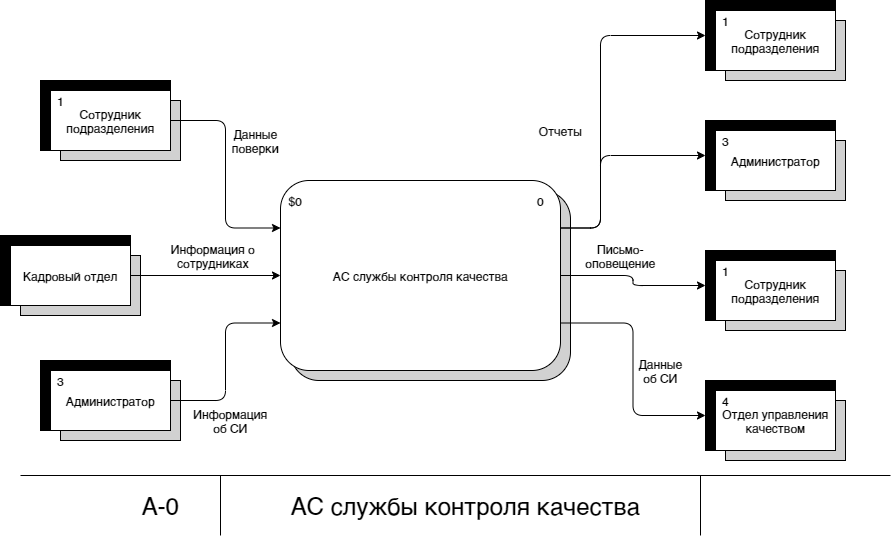 1
Сотрудник
подразделения
Данные
поверки
Кадровый отдел
Информация о
сотрудниках
3
Администратор
Информация
об СИ
$0
0
АС службы контроля качества
Отчеты
1
Сотрудник
подразделения
3
Администратор
Письмо-
оповещение
1
Сотрудник
подразделения
Данные
об СИ
4
Отдел управления
качеством
А-0
АС службы контроля качества